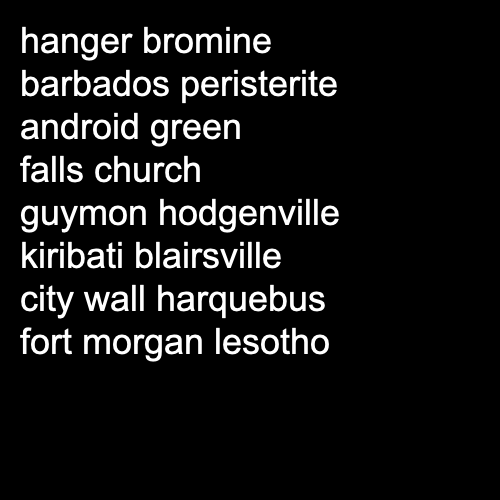 hanger bromine
barbados peristerite
android green
falls church
guymon hodgenville
kiribati blairsville
city wall harquebus
fort morgan lesotho